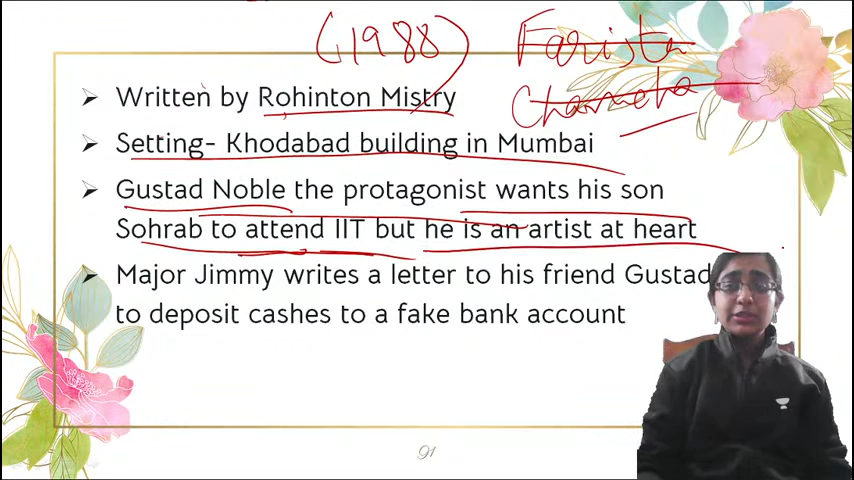 (1988) Farista
Chamcha
Written by Rohinton Mistry
Setting- Khodabad building in Mumbai
Gustad Noble the protagonist wants his son
Sohrab to attend IIT but he is an artist at heart
Major Jimmy writes a letter to his friend Gustad
to deposit cashes to a fake bank account
91